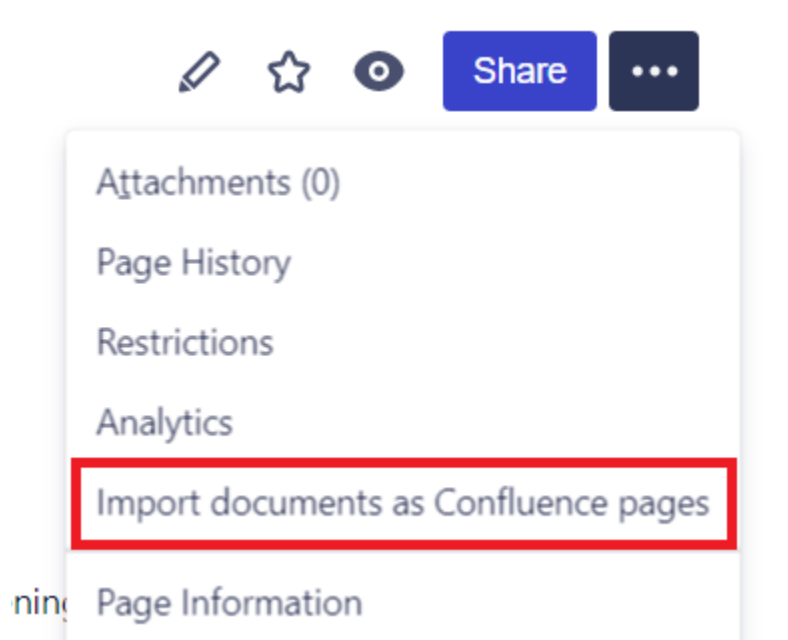 Share
Attachments (0)
Page History
Restrictions
Analytics
Import documents as Confluence pages
Page Information